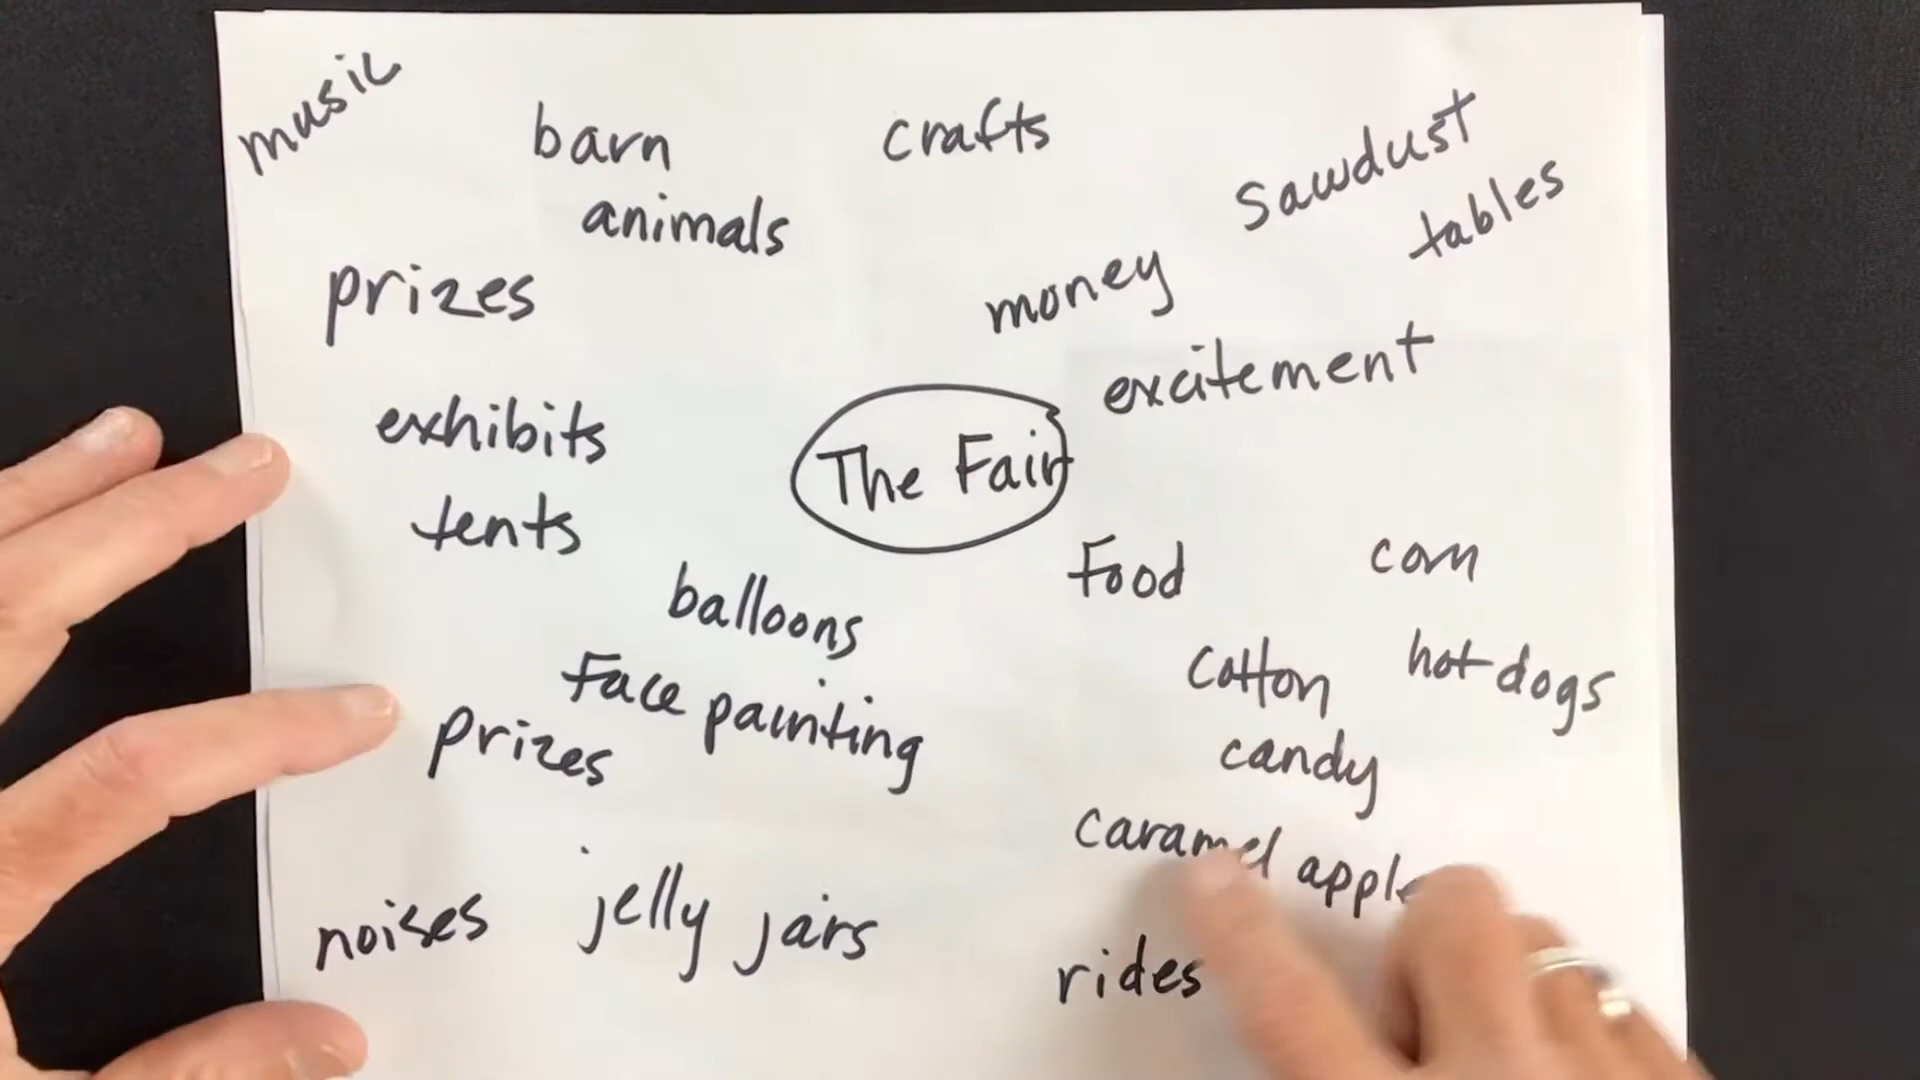 music
barn
animals
crafts
sawdust
tables
prizes
money
excitement
exhibits
The Fair
tents
Food
corn
balloons
cotton
candy
hot dogs
Face painting
prizes
caramel apple
noises
jelly jars
rides